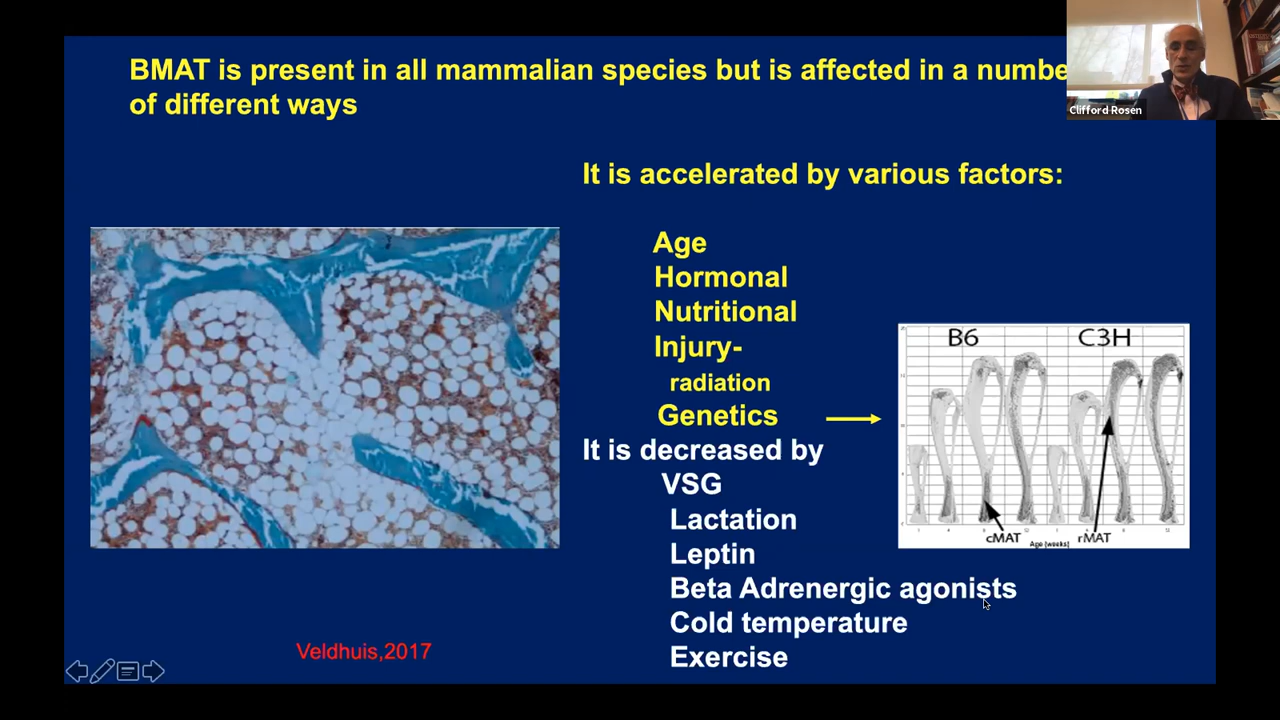 BMAT is present in all mammalian species but is affected in a numbe
of different ways
Clifford Rosen
It is accelerated by various factors:
Age
Hormonal
Nutritional
Injury-
radiation
Genetics
It is decreased by
VSG
Lactation
Leptin
Beta Adrenergic agonists
Cold temperature
Exercise
B6 C3H
cMAT rMAT
Age (weeks)
Veldhuis,2017